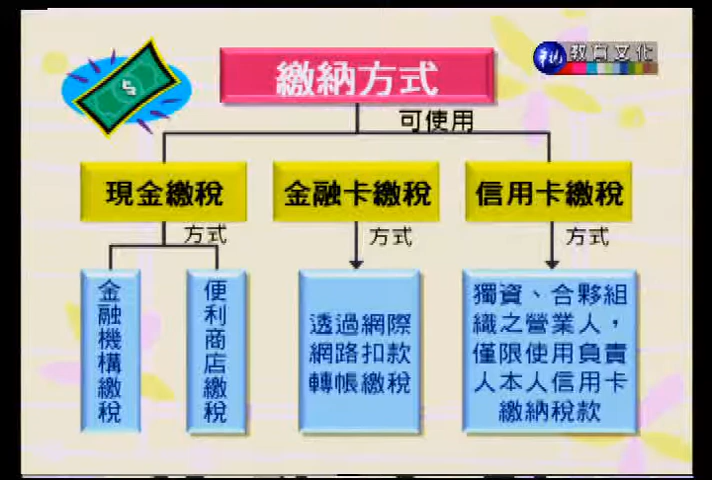 繳納方式
教育文化
可使用
現金繳稅
金融卡繳稅
信用卡繳稅
方式
方式
方式
金融機構繳稅
便利商店繳稅
透過網際
網路扣款
轉帳繳稅
獨資、合夥組
織之營業人，
僅限使用負責
人本人信用卡
繳納稅款